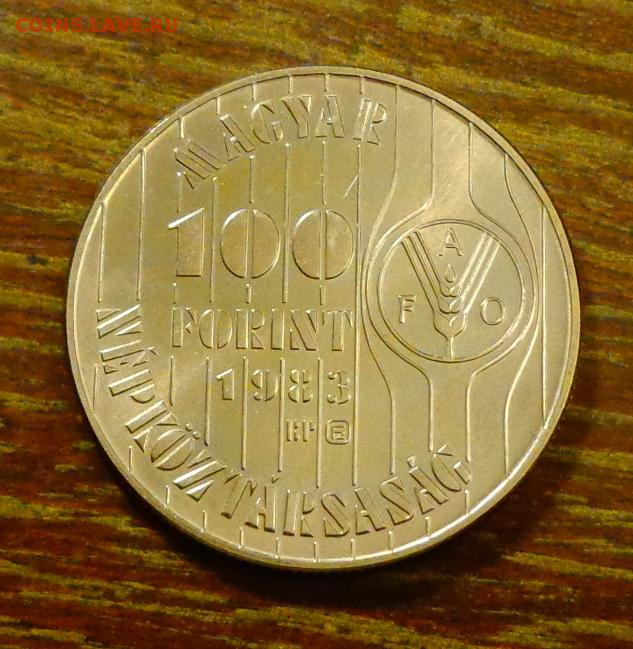 COINS.LAVE.RU
MAGYAR
100
FORINT
1983
BP
NÉPKÖZTÁRSASÁG
F A O